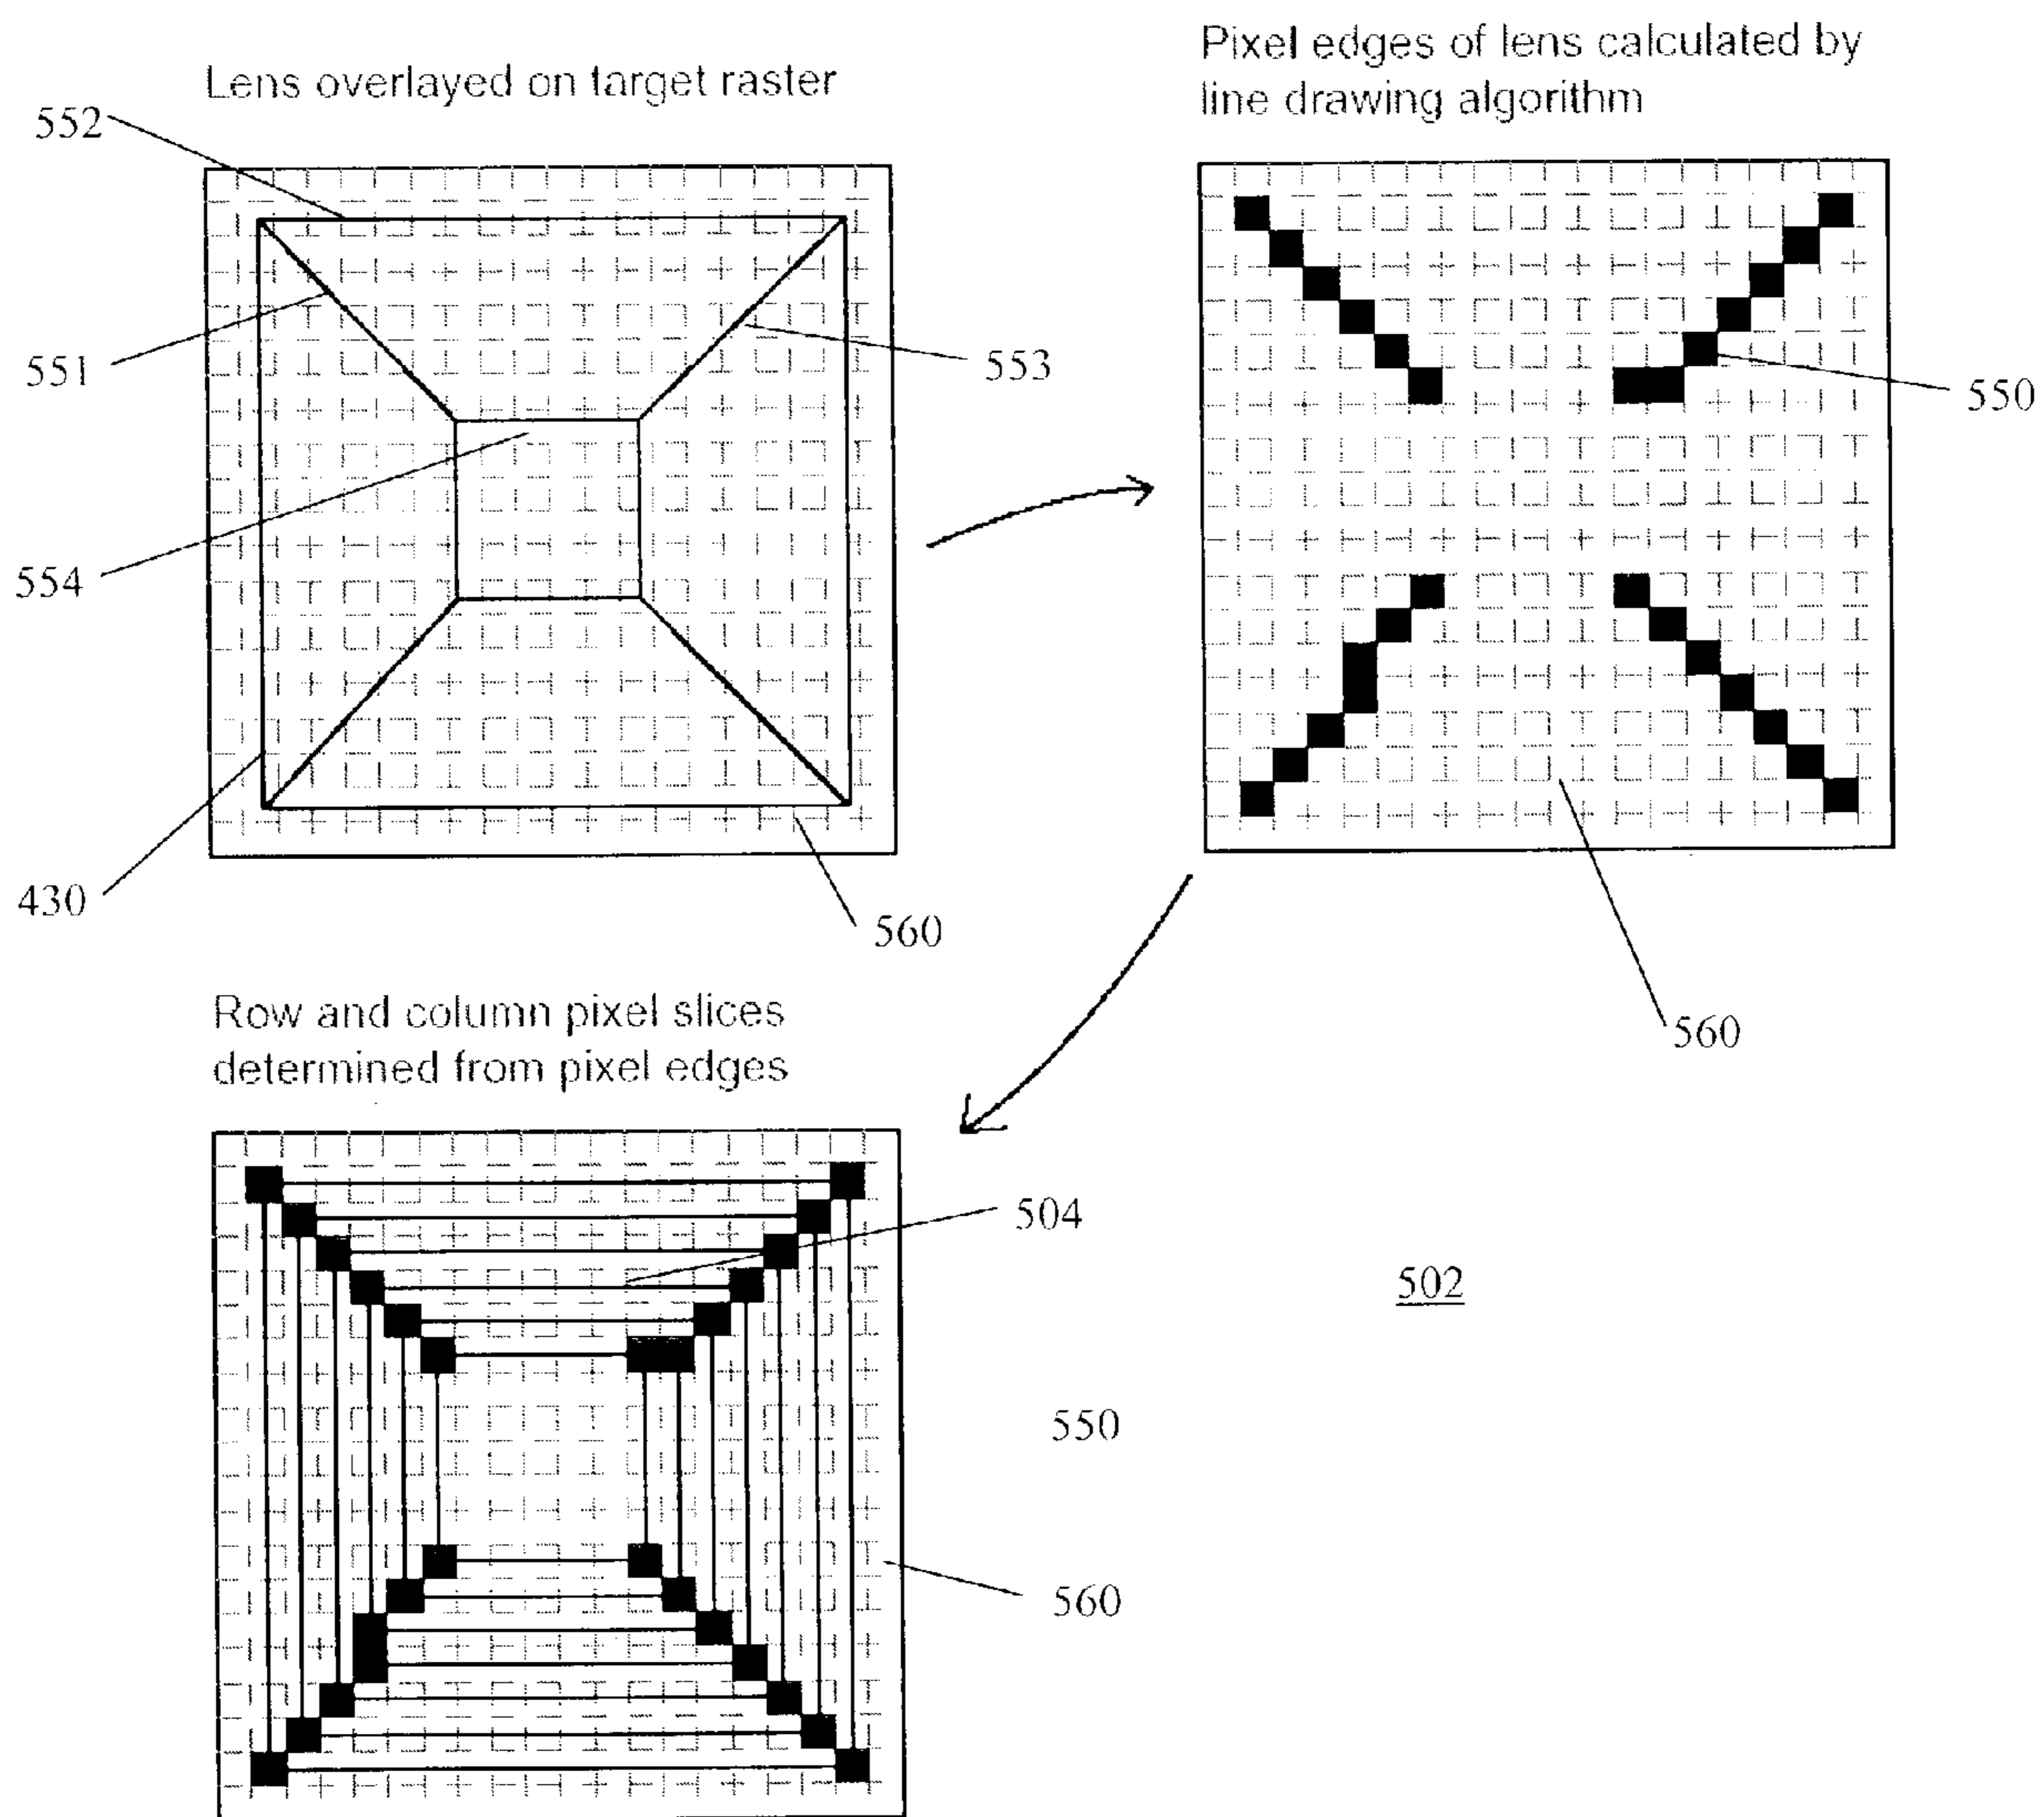 Lens overlayed on target raster
552
551
553
554
430
560
Pixel edges of lens calculated by
line drawing algorithm
550
560
Row and column pixel slices
determined from pixel edges
504
502
550
560